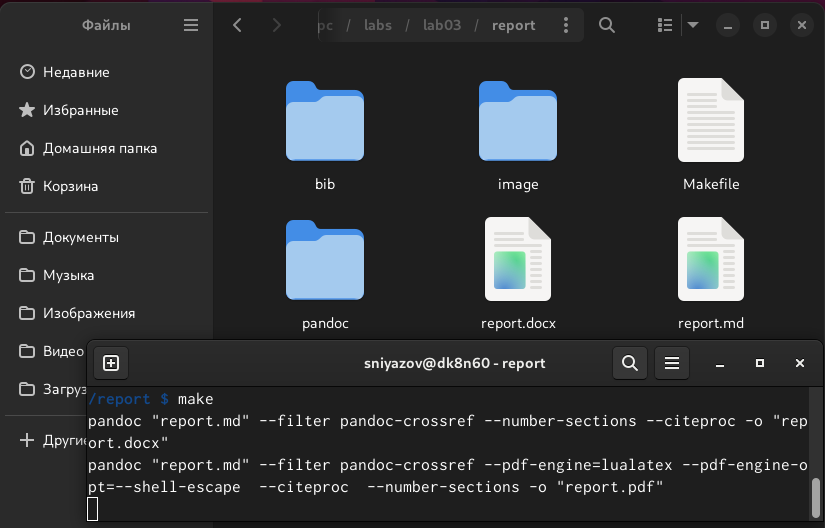 Файлы
pc / labs / lab03 / report
Недавние
Избранные
Домашняя папка
Корзина
Документы
Музыка
Изображения
Видео
Загруз
Другие
bib
image
Makefile
pandoc
report.docx
report.md
sniyazov@dk8n60 - report
/report $ make
pandoc "report.md" --filter pandoc-crossref --number-sections --citeproc -o "rep
ort.docx"
pandoc "report.md" --filter pandoc-crossref --pdf-engine=lualatex --pdf-engine-o
pt=--shell-escape  --citeproc  --number-sections -o "report.pdf"